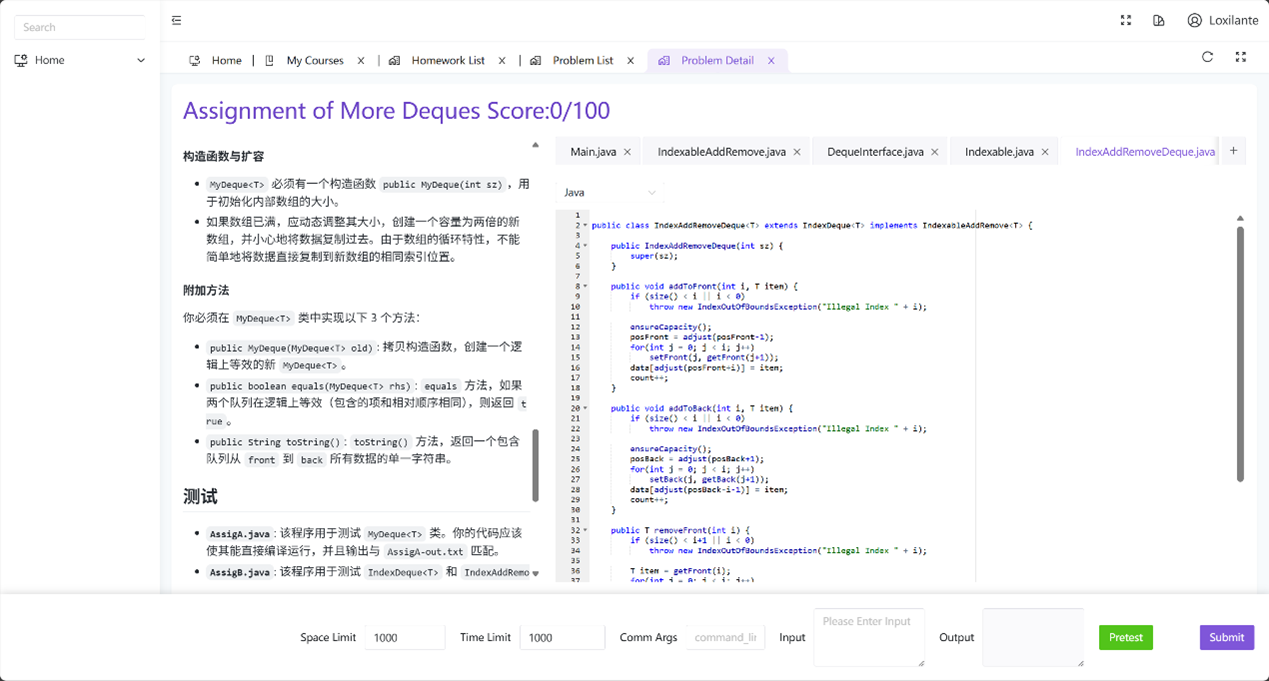 Search
Loxilante
Home
Home
My Courses
Homework List
Problem List
Problem Detail
Assignment of More Deques Score:0/100
构造函数与扩容
MyDeque<T> 必须有一个构造函数 public MyDeque(int sz)，用
于初始化内部数组的大小。
如果数组已满，应动态调整其大小，创建一个容量为两倍的新
数组，并小心地将数据复制过去。由于数组的循环特性，不能
简单地将数据直接复制到新数组的相同索引位置。
附加方法
你必须在 MyDeque<T> 类中实现以下 3 个方法：
public MyDeque(MyDeque<T> old)：拷贝构造函数，创建一个逻
辑上等效的新 MyDeque<T>。
public boolean equals(MyDeque<T> rhs)：equals 方法，如果
两个队列在逻辑上等效（包含的项和相对顺序相同），则返回 t
rue。
public String toString()：toString() 方法，返回一个包含
队列从 front 到 back 所有数据的单一字符串。
测试
AssigA.java：该程序用于测试 MyDeque<T> 类。你的代码应该
使其能直接编译运行，并且输出与 AssigA-out.txt 匹配。
AssigB.java：该程序用于测试 IndexDeque<T> 和 IndexAddRemo
Main.java
IndexableAddRemove.java
DequeInterface.java
Indexable.java
IndexAddRemoveDeque.java
+
Java
1
2 public class IndexAddRemoveDeque<T> extends IndexDeque<T> implements IndexableAddRemove<T> {
3
4 public IndexAddRemoveDeque(int sz) {
5 super(sz);
6 }
7
8 public void addToFront(int i, T item) {
9 if (size() < i || i < 0)
10 throw new IndexOutOfBoundsException("Illegal Index " + i);
11
12 ensureCapacity();
13 posFront = adjust(posFront-1);
14 for(int j = 0; j < i; j++)
15 setFront(j, getFront(j+1));
16 data[adjust(posFront+i)] = item;
17 count++;
18 }
19
20 public void addToBack(int i, T item) {
21 if (size() < i || i < 0)
22 throw new IndexOutOfBoundsException("Illegal Index " + i);
23
24 ensureCapacity();
25 posBack = adjust(posBack+1);
26 for(int j = 0; j < i; j++)
27 setBack(j, getBack(j+1));
28 data[adjust(posBack-i-1)] = item;
29 count++;
30 }
31
32 public T removeFront(int i) {
33 if (size() < i+1 || i < 0)
34 throw new IndexOutOfBoundsException("Illegal Index " + i);
35
36 T item = getFront(i);
37 for(int j = 0; j < i; j++)
Space Limit 1000 Time Limit 1000 Comm Args command_lin Input Please Enter Input Output Pretest Submit